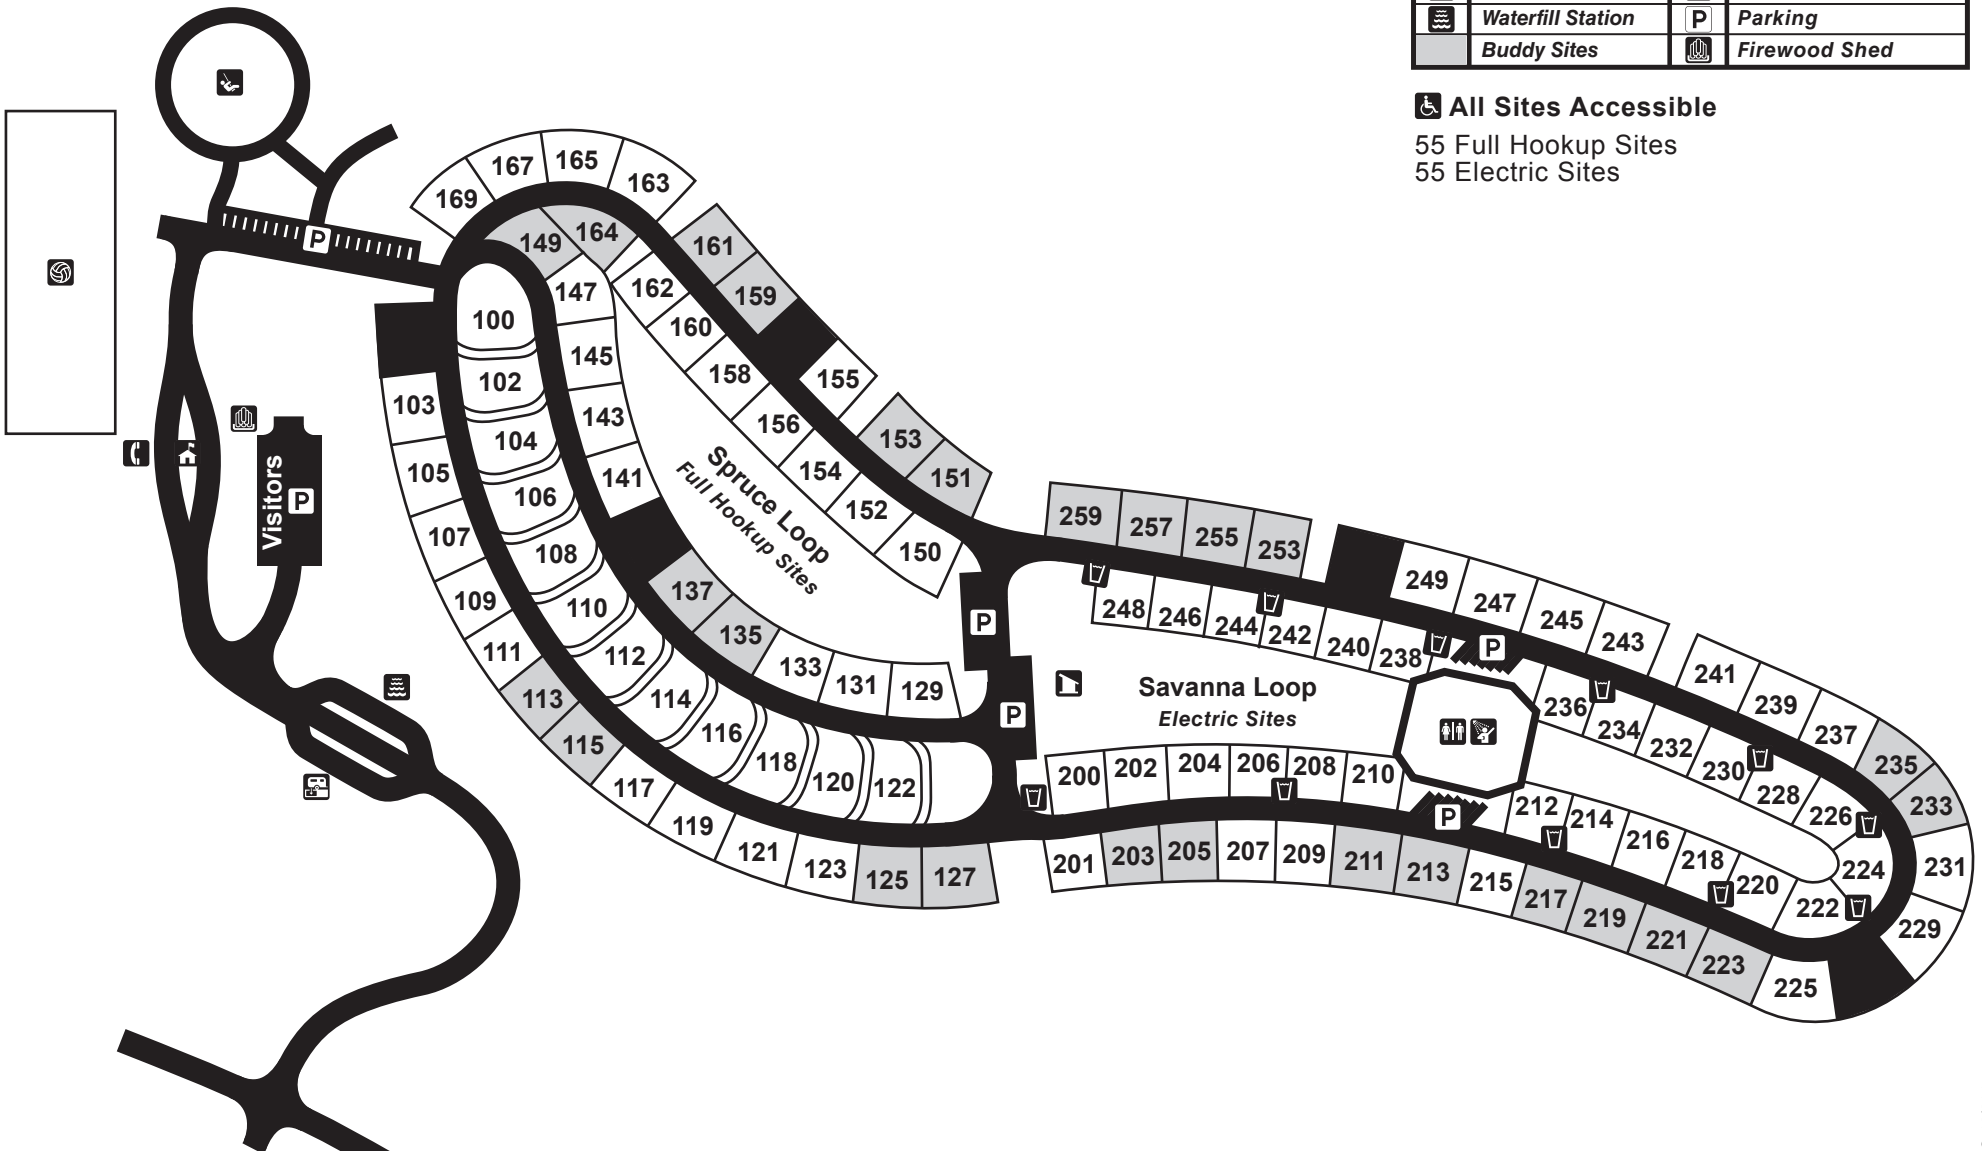 Waterfill Station P Parking
Buddy Sites Firewood Shed
All Sites Accessible
55 Full Hookup Sites
55 Electric Sites
169 167 165 163
149 164 161
P
147 162 159
100 160
145 158 155
102
103 143 156 153
104
105 141 154 151
106 152
107 150
108
109 110 137
111 112 135
113 114 133 131 129
115 116
117 118 120 122
119 121 123 125 127
Spruce Loop
Full Hookup Sites
Visitors
P
P
P
259 257 255 253
249 247 245 243
241 239 237 235 233 231 229
248 246 244 242 240 238
P
236 234 232 230 228 226 224
Savanna Loop
Electric Sites
200 202 204 206 208 210
P
212 214 216 218 220 222
201 203 205 207 209 211 213 215 217 219 221 223 225